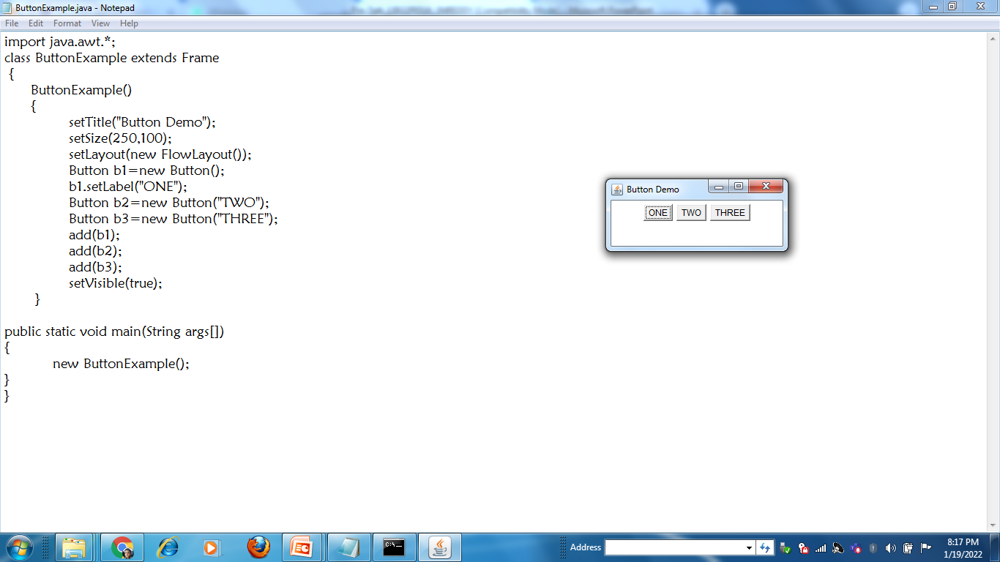 ButtonExample.java - Notepad
File Edit Format View Help
import java.awt.*;
class ButtonExample extends Frame
{
ButtonExample()
{
setTitle("Button Demo");
setSize(250,100);
setLayout(new FlowLayout());
Button b1=new Button();
b1.setLabel("ONE");
Button b2=new Button("TWO");
Button b3=new Button("THREE");
add(b1);
add(b2);
add(b3);
setVisible(true);
}
public static void main(String args[])
{
new ButtonExample();
}
}
Button Demo
ONE TWO THREE
Address
8:17 PM
1/19/2022